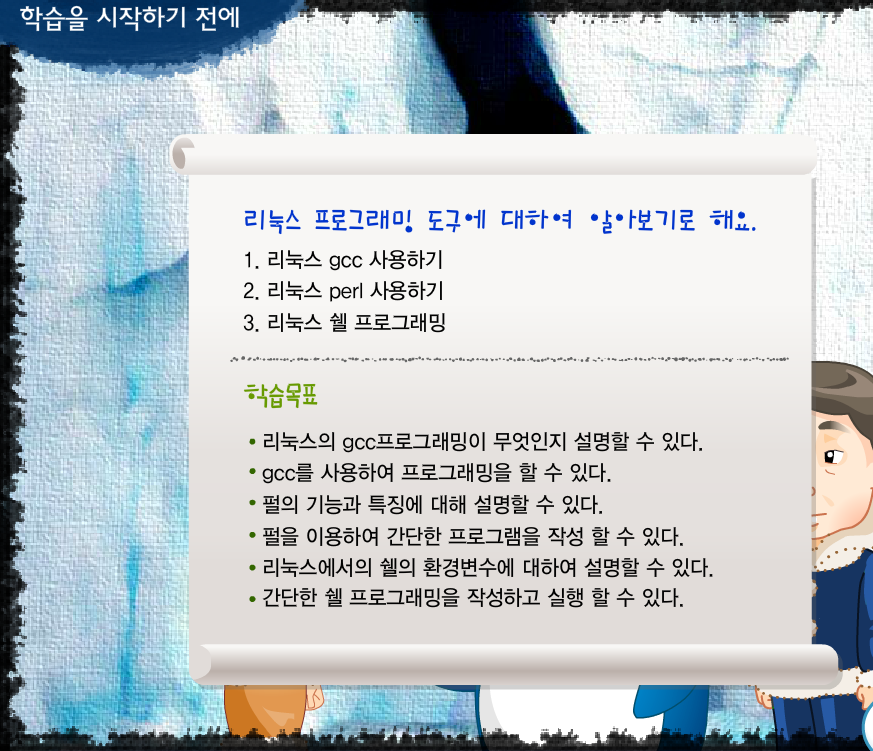 학습을 시작하기 전에
리눅스 프로그래밍 도구에 대하여 알아보기로 해요.
1. 리눅스 gcc 사용하기
2. 리눅스 perl 사용하기
3. 리눅스 쉘 프로그래밍
학습목표
• 리눅스의 gcc프로그래밍이 무엇인지 설명할 수 있다.
• gcc를 사용하여 프로그래밍을 할 수 있다.
• 펄의 기능과 특징에 대해 설명할 수 있다.
• 펄을 이용하여 간단한 프로그램을 작성 할 수 있다.
• 리눅스에서의 쉘의 환경변수에 대하여 설명할 수 있다.
• 간단한 쉘 프로그래밍을 작성하고 실행 할 수 있다.